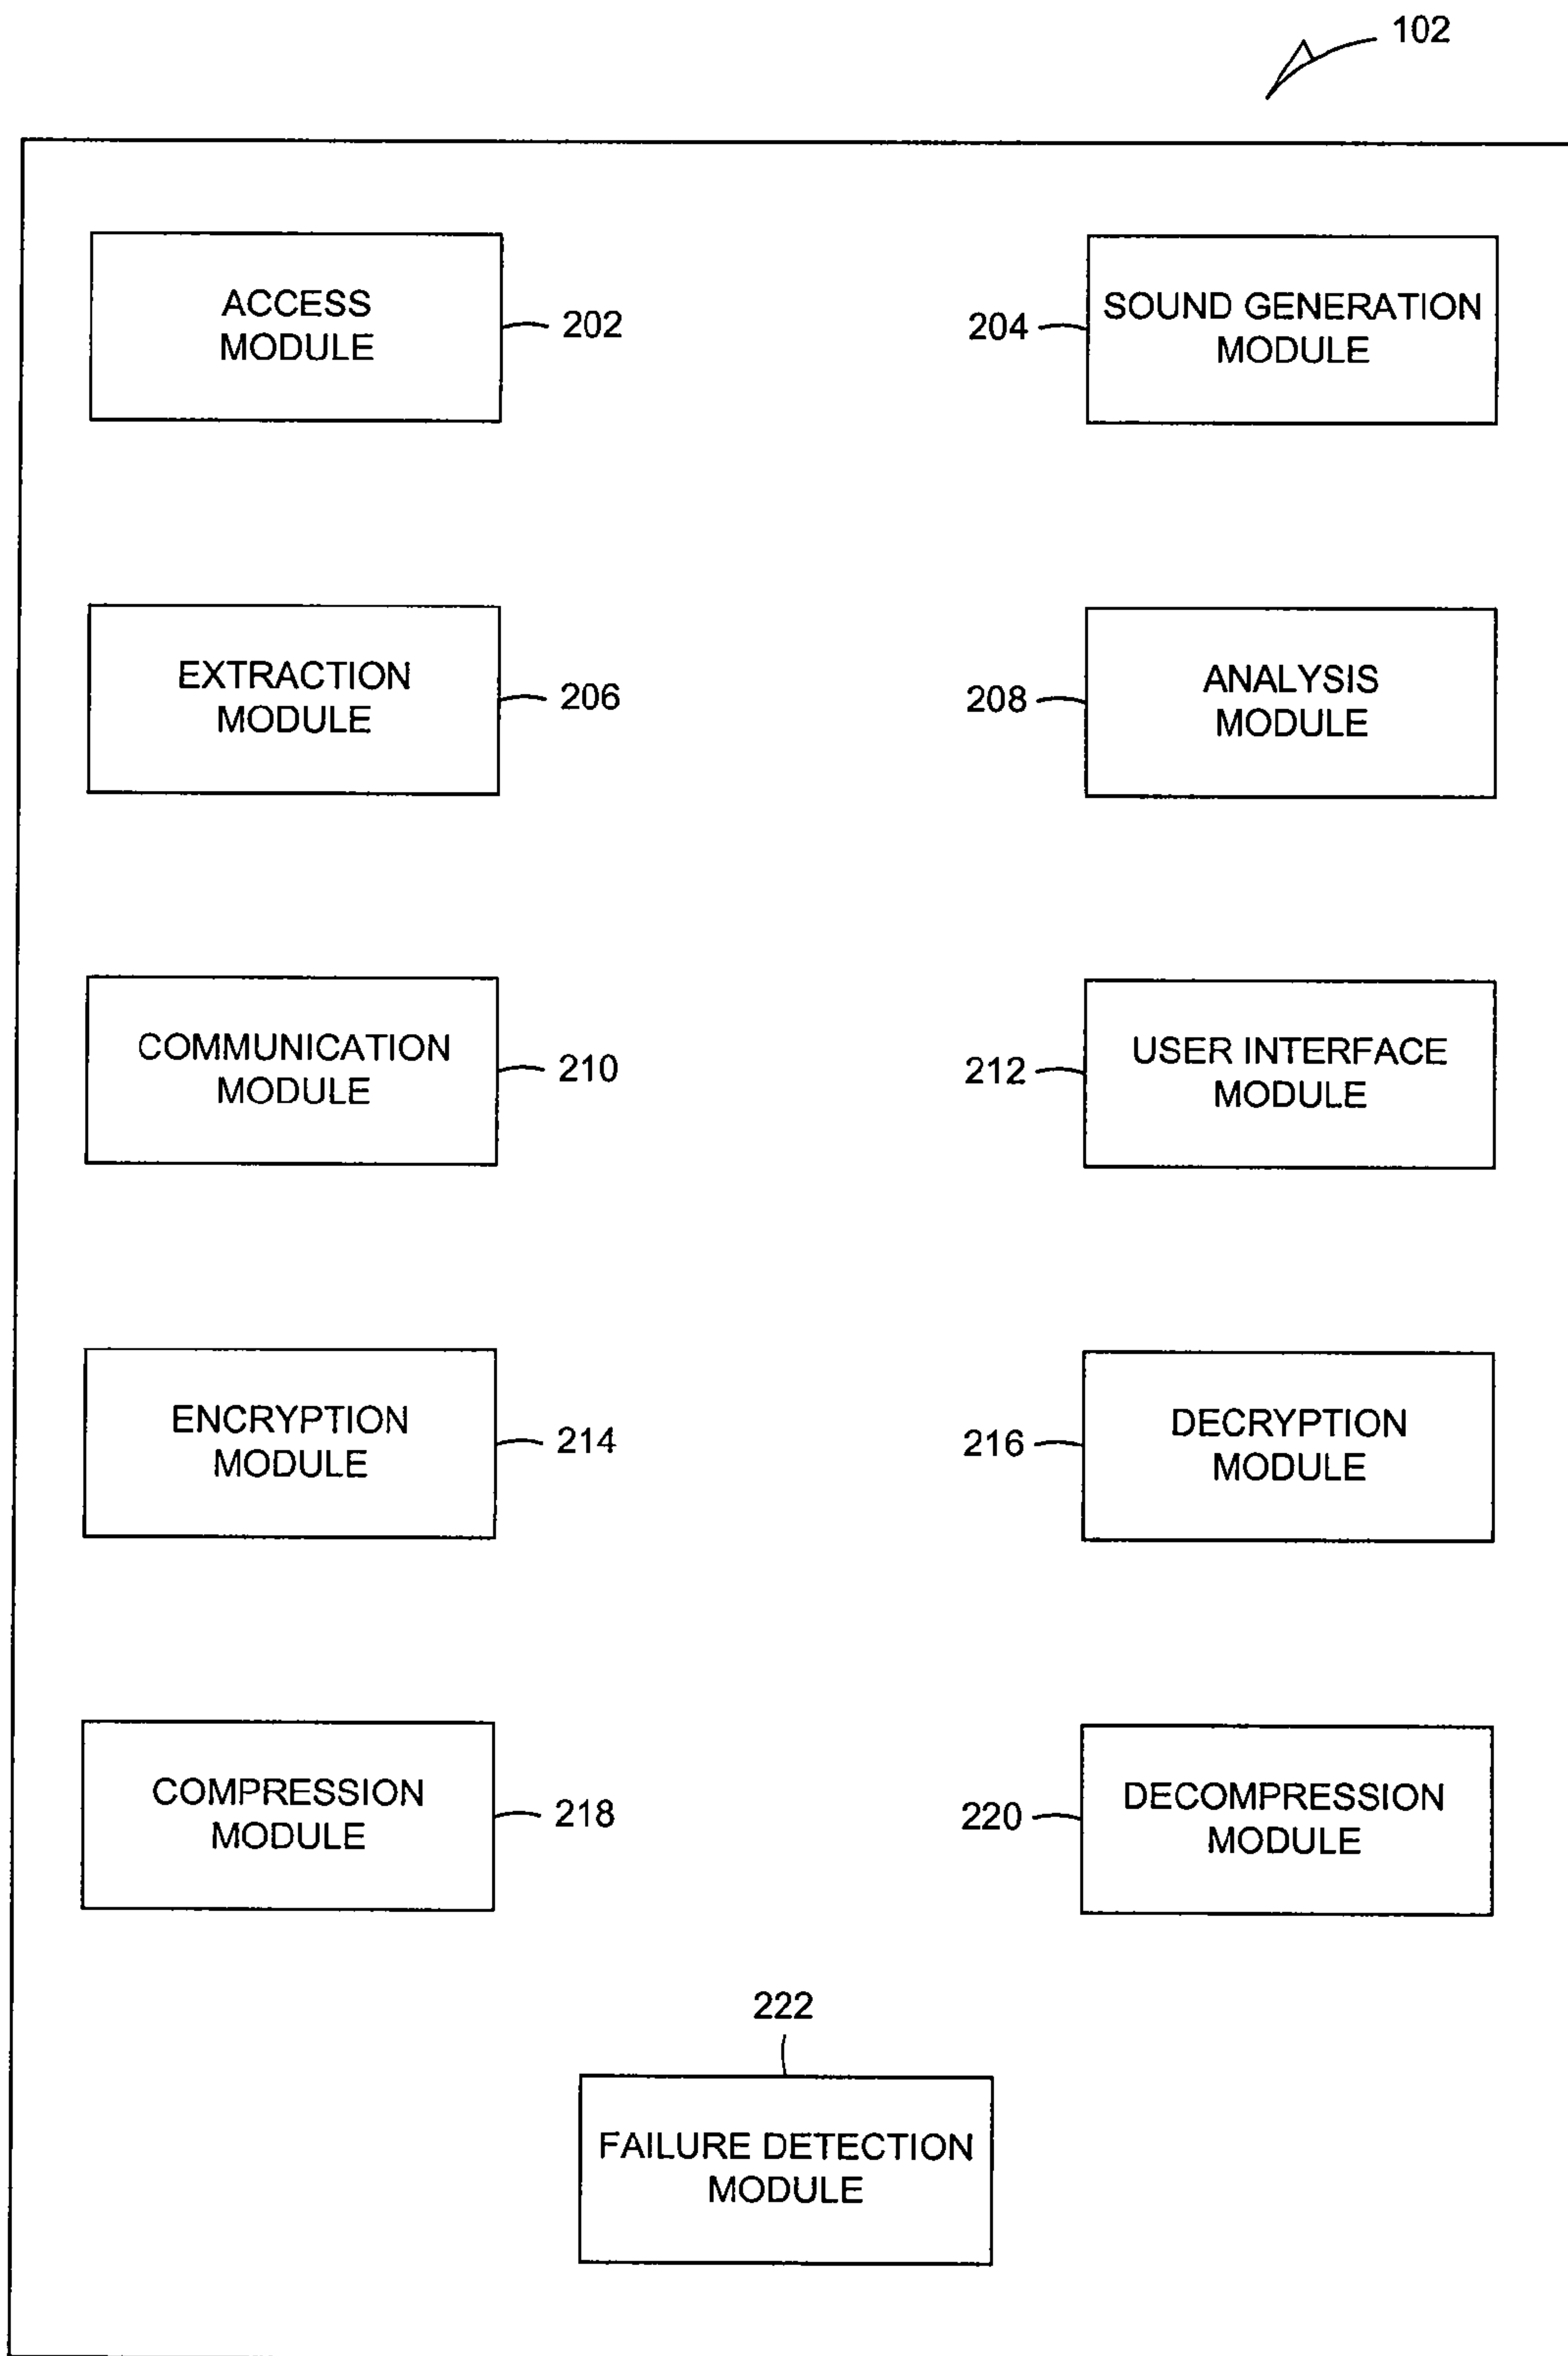 102
ACCESS
MODULE
202
204
SOUND GENERATION
MODULE
EXTRACTION
MODULE
206
208
ANALYSIS
MODULE
COMMUNICATION
MODULE
210
212
USER INTERFACE
MODULE
ENCRYPTION
MODULE
214
216
DECRYPTION
MODULE
COMPRESSION
MODULE
218
220
DECOMPRESSION
MODULE
222
FAILURE DETECTION
MODULE